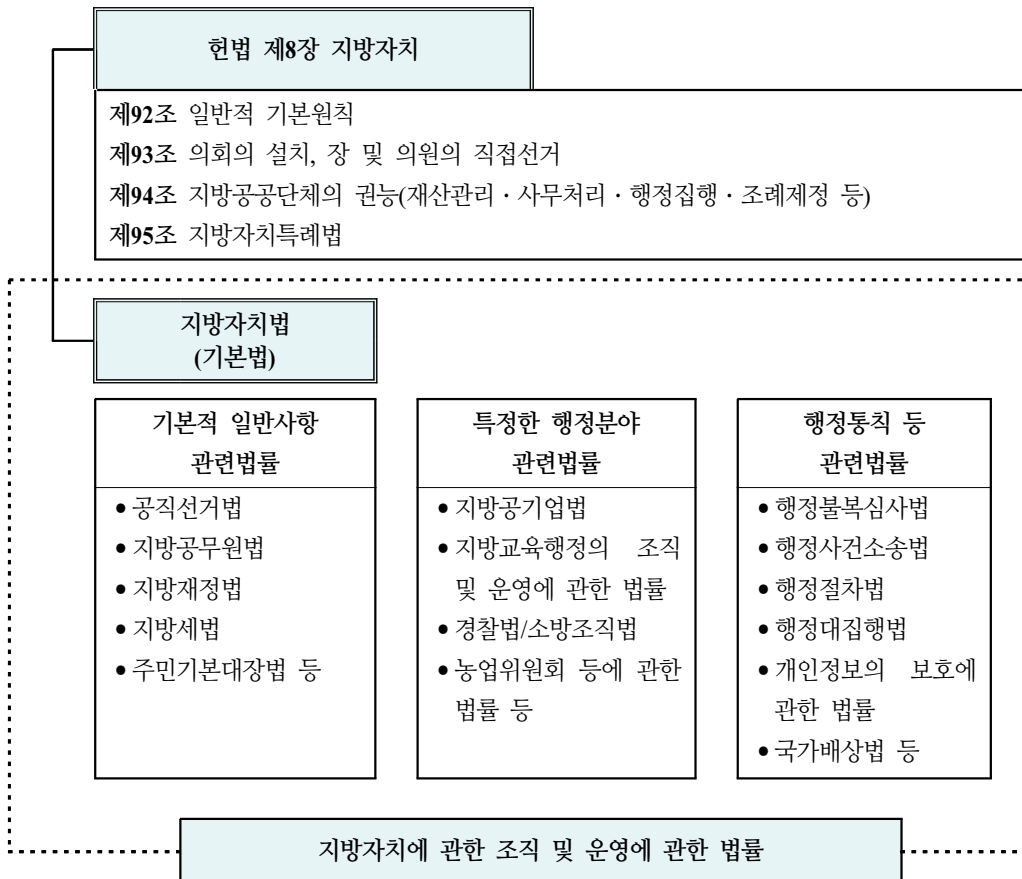 헌법 제8장 지방자치
제92조 일반적 기본원칙
제93조 의회의 설치, 장 및 의원의 직접선거
제94조 지방공공단체의 권능(재산관리·사무처리·행정집행·조례제정 등)
제95조 지방자치특례법
지방자치법
(기본법)
기본적 일반사항
관련법률
• 공직선거법
• 지방공무원법
• 지방재정법
• 지방세법
• 주민기본대장법 등
특정한 행정분야
관련법률
• 지방공기업법
• 지방교육행정의 조직
및 운영에 관한 법률
• 경찰법/소방조직법
• 농업위원회 등에 관한
법률 등
행정통칙 등
관련법률
• 행정불복심사법
• 행정사건소송법
• 행정절차법
• 행정대집행법
• 개인정보의 보호에
관한 법률
• 국가배상법 등
지방자치에 관한 조직 및 운영에 관한 법률